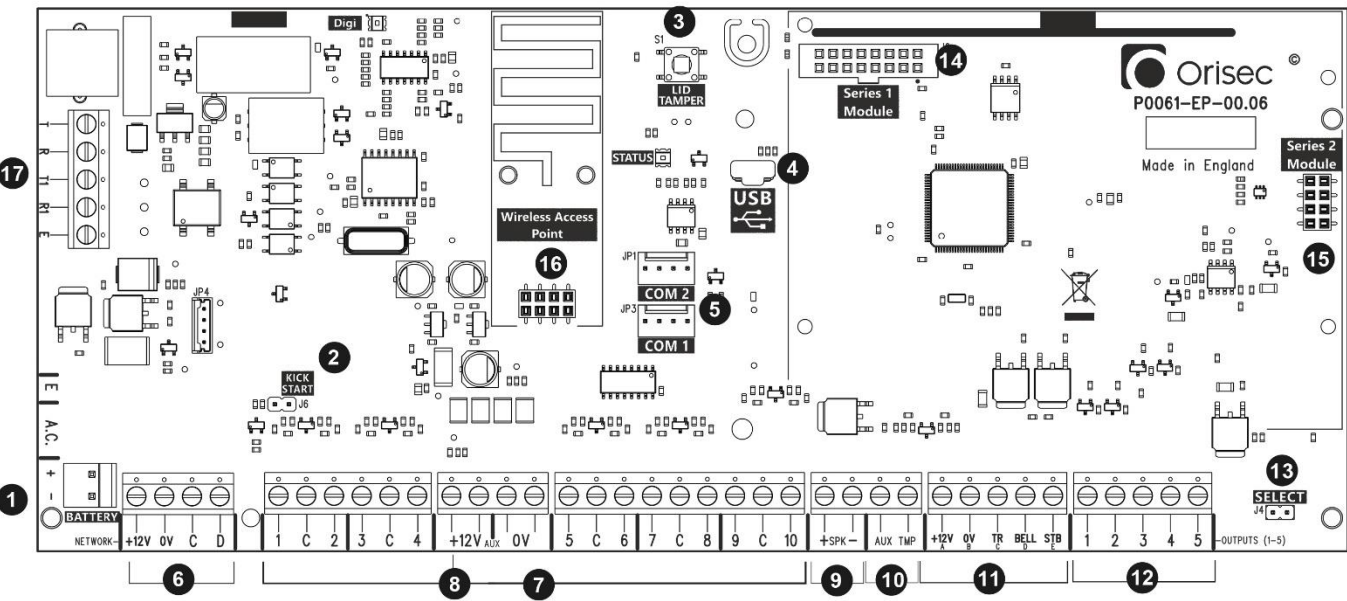 Digi
3
S1
LID
TAMPER
14
Series 1
Module
Orisec ©
P0061-EP-00.06
Made in England
Series 2
Module
15
STATUS
4
USB
17
T
R
T1
R1
E
Wireless Access
Point
16
JP1
COM 2
5
JP3
COM 1
JP4
2
KICK
START
J6
E
A.C.
+
-
1
BATTERY
13
SELECT
J4
NETWORK- +12V 0V C D
1 C 2 3 C 4
+12V AUX 0V
5 C 6 7 C 8 9 C 10
+SPK-
AUX TMP
+12V 0V TR BELL STB
A B C D E
1 2 3 4 5
-OUTPUTS (1-5)
6
8
7
9
10
11
12